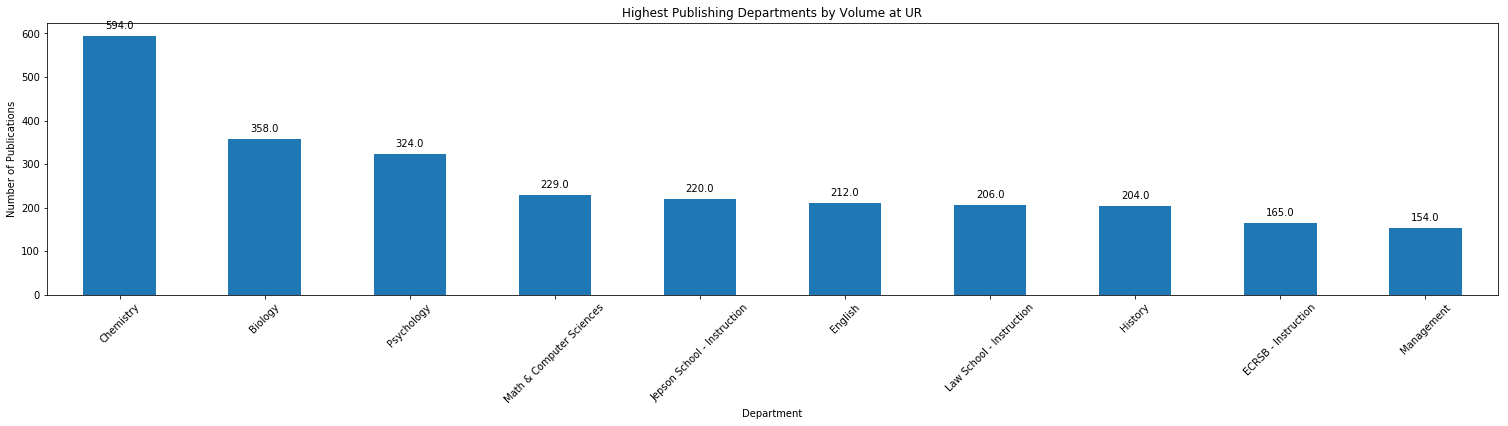 Highest Publishing Departments by Volume at UR
Number of Publications
600
500
400
300
200
100
0
594.0
358.0
324.0
229.0
220.0
212.0
206.0
204.0
165.0
154.0
Chemistry
Biology
Psychology
Math & Computer Sciences
Jepson School - Instruction
English
Law School - Instruction
History
ECRSB - Instruction
Management
Department